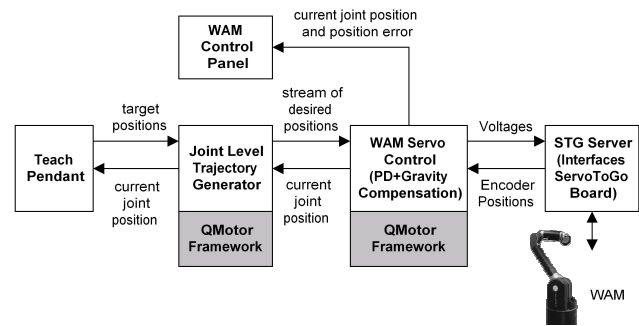 WAM
Control
Panel
current joint position
and position error
target
positions
stream of
desired
positions
Voltages
Teach
Pendant
Joint Level
Trajectory
Generator
WAM Servo
Control
(PD+Gravity
Compensation)
STG Server
(Interfaces
ServoToGo
Board)
current
joint
position
current
joint
position
Encoder
Positions
QMotor
Framework
QMotor
Framework
WAM